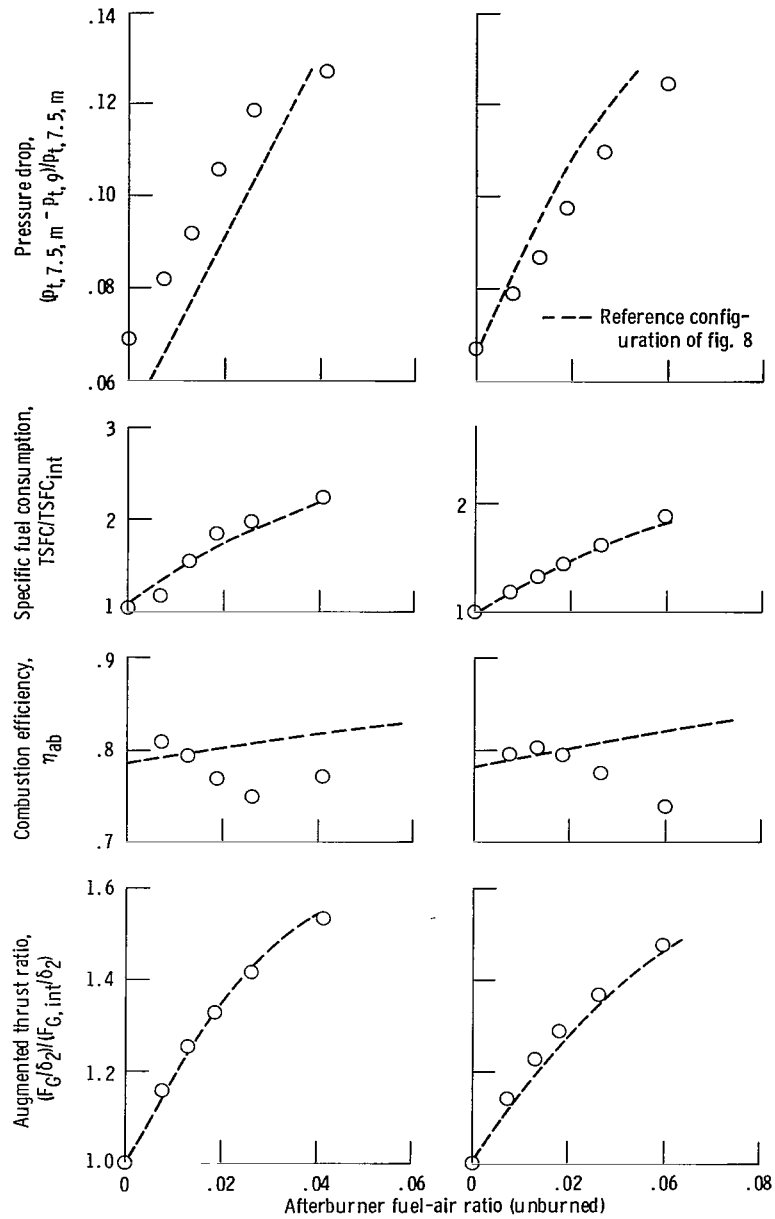 .14
.12
.10
.08
.06
Pressure drop,
(pt, 7.5, m - pt, 9)/pt, 7.5, m
Reference config-
uration of fig. 8
3
2
1
Specific fuel consumption,
TSFC/TSFCint
2
1
.9
.8
.7
Combustion efficiency,
ηab
1.6
1.4
1.2
1.0
Augmented thrust ratio,
(FG/δ2)/(FG, int/δ2)
0 .02 .04 .06 0 .02 .04 .06 .08
Afterburner fuel-air ratio (unburned)